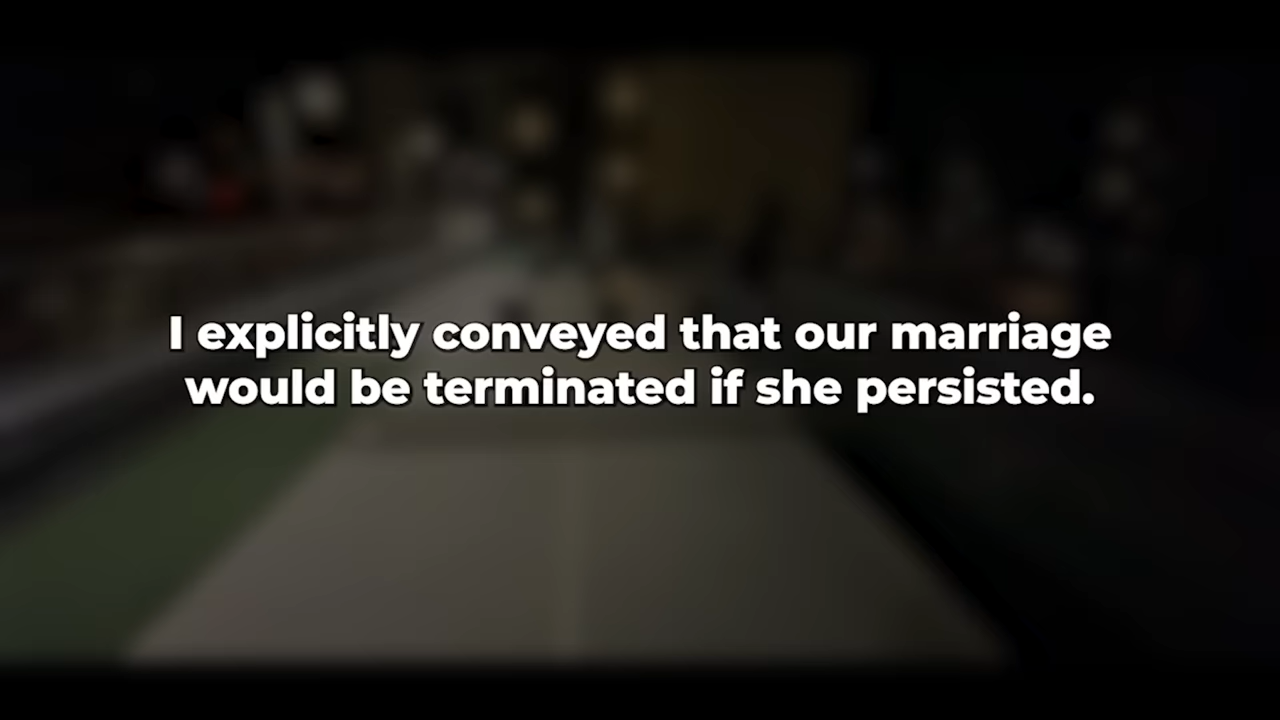 I explicitly conveyed that our marriage
would be terminated if she persisted.